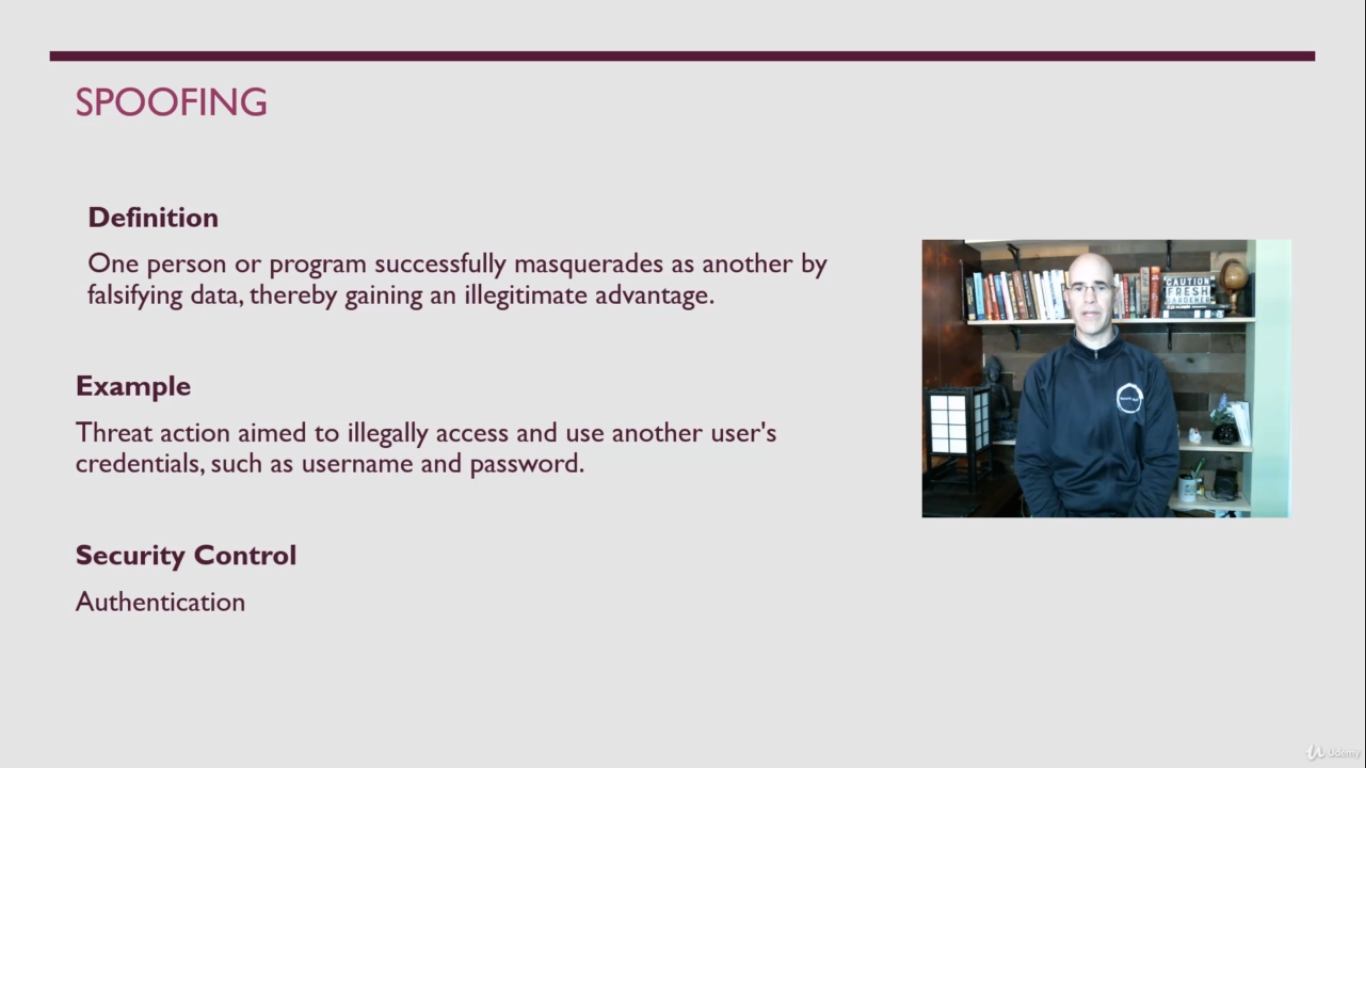 SPOOFING
Definition
One person or program successfully masquerades as another by
falsifying data, thereby gaining an illegitimate advantage.
CAUTION
FRESH
GARDENER
Example
Threat action aimed to illegally access and use another user's
credentials, such as username and password.
Security Control
Authentication
Udemy